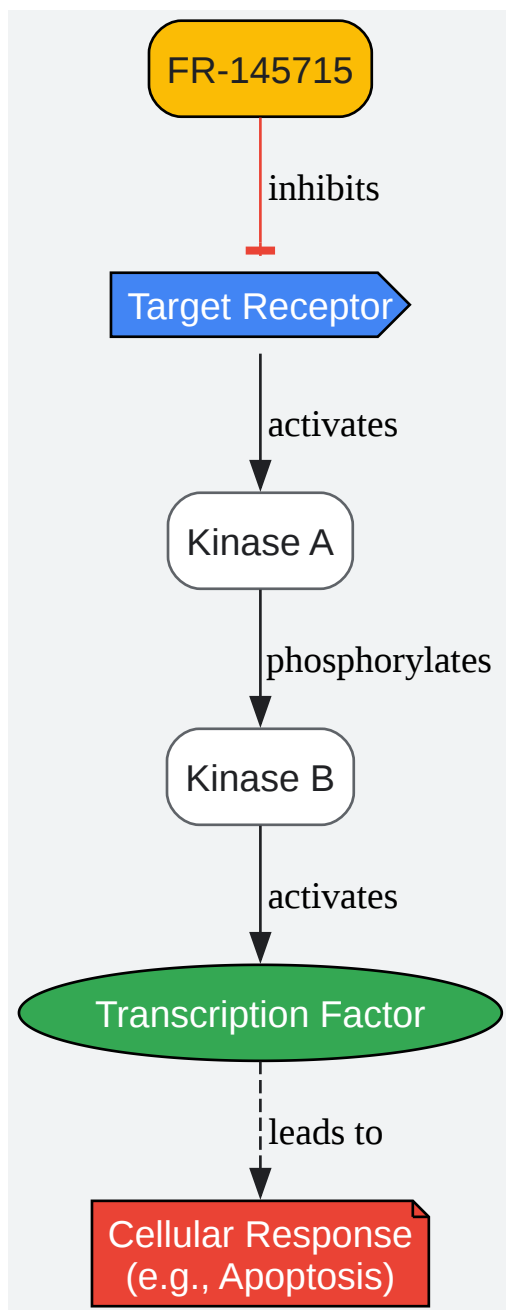 FR-145715
inhibits
Target Receptor
activates
Kinase A
phosphorylates
Kinase B
activates
Transcription Factor
leads to
Cellular Response
(e.g., Apoptosis)